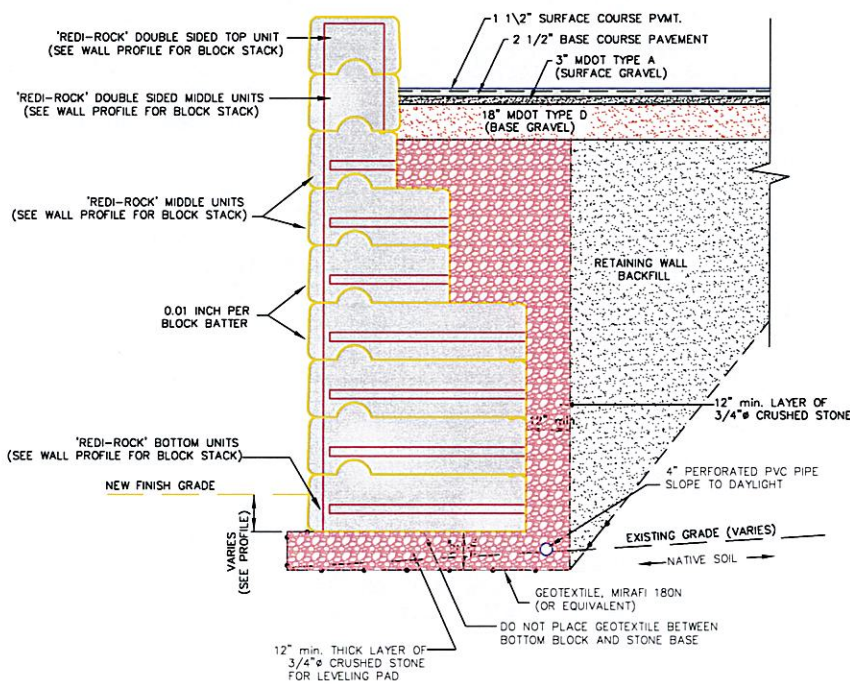 'REDI-ROCK' DOUBLE SIDED TOP UNIT
(SEE WALL PROFILE FOR BLOCK STACK)
1 1\2" SURFACE COURSE PVMT.
2 1/2" BASE COURSE PAVEMENT
3" MDOT TYPE A
(SURFACE GRAVEL)
'REDI-ROCK' DOUBLE SIDED MIDDLE UNITS
(SEE WALL PROFILE FOR BLOCK STACK)
18" MDOT TYPE D
(BASE GRAVEL)
'REDI-ROCK' MIDDLE UNITS
(SEE WALL PROFILE FOR BLOCK STACK)
RETAINING WALL
BACKFILL
0.01 INCH PER
BLOCK BATTER
12" min. LAYER OF
3/4"ø CRUSHED STONE
12" min.
'REDI-ROCK' BOTTOM UNITS
(SEE WALL PROFILE FOR BLOCK STACK)
4" PERFORATED PVC PIPE
SLOPE TO DAYLIGHT
NEW FINISH GRADE
VARIES
(SEE PROFILE)
EXISTING GRADE (VARIES)
NATIVE SOIL
GEOTEXTILE, MIRAFI 180N
(OR EQUIVALENT)
DO NOT PLACE GEOTEXTILE BETWEEN
BOTTOM BLOCK AND STONE BASE
12" min. THICK LAYER OF
3/4"ø CRUSHED STONE
FOR LEVELING PAD